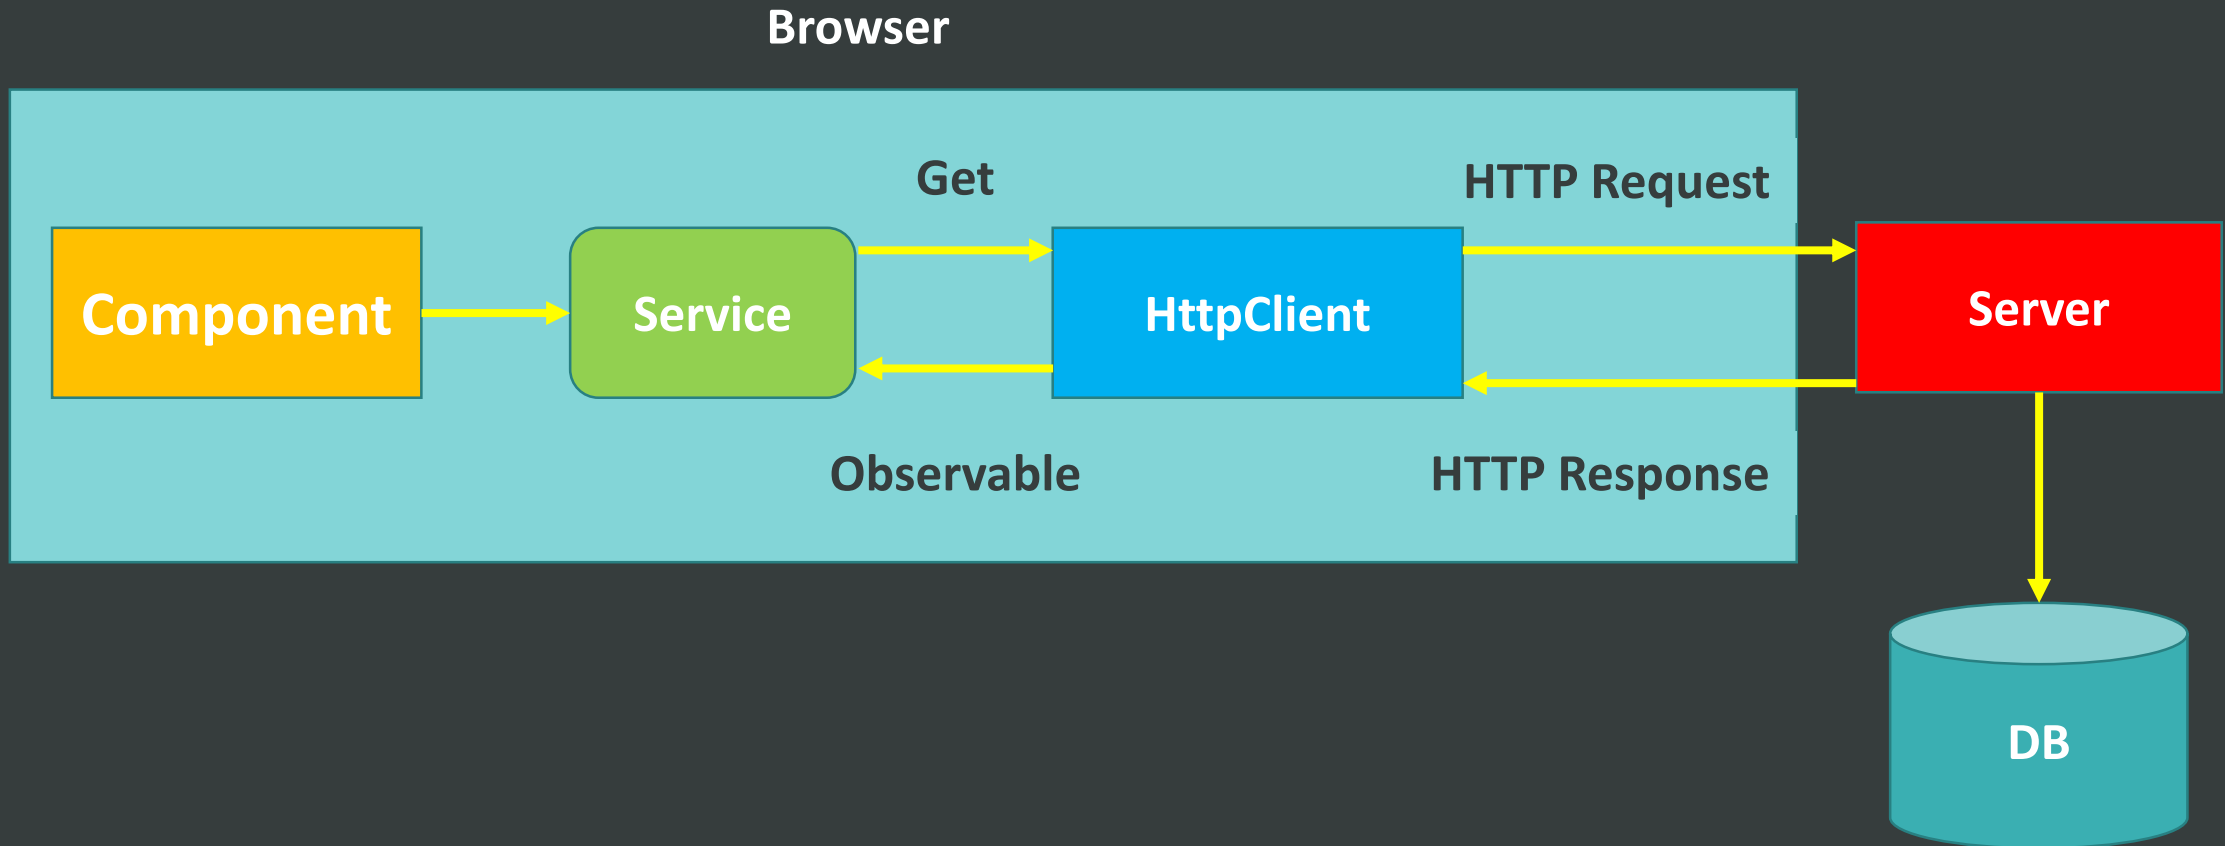 Browser
Get
HTTP Request
Component
Service
HttpClient
Server
Observable
HTTP Response
DB